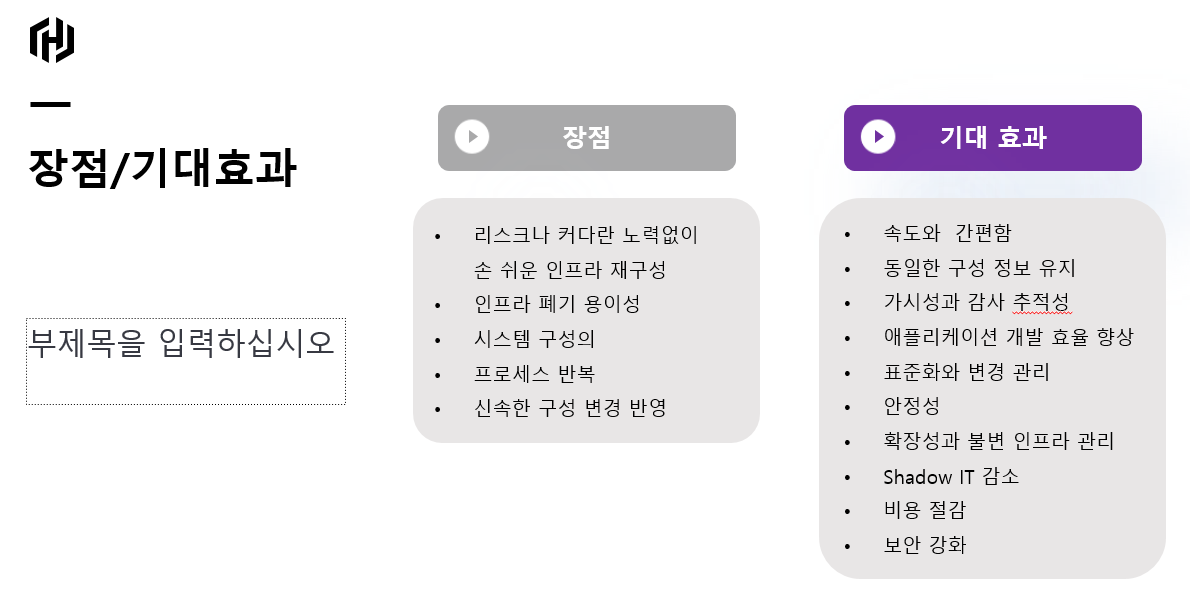 장점/기대효과
부제목을 입력하십시오
장점
• 리스크나 커다란 노력없이
손 쉬운 인프라 재구성
• 인프라 폐기 용이성
• 시스템 구성의
• 프로세스 반복
• 신속한 구성 변경 반영
기대 효과
• 속도와  간편함
• 동일한 구성 정보 유지
• 가시성과 감사 추적성
• 애플리케이션 개발 효율 향상
• 표준화와 변경 관리
• 안정성
• 확장성과 불변 인프라 관리
• Shadow IT 감소
• 비용 절감
• 보안 강화